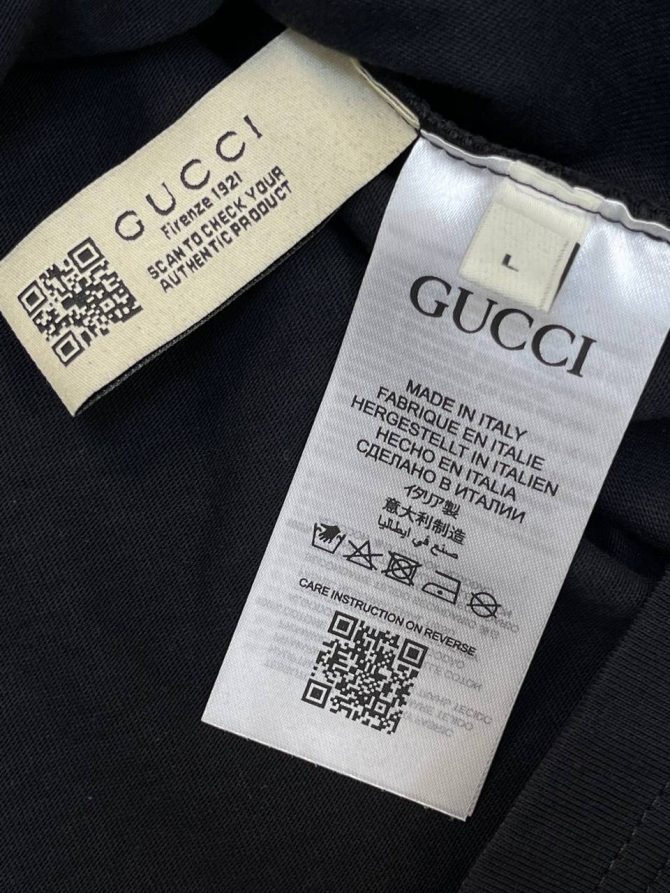 GUCCI
Firenze 1921
SCAN TO CHECK YOUR
AUTHENTIC PRODUCT
L
GUCCI
MADE IN ITALY
FABRIQUE EN ITALIE
HERGESTELLT IN ITALIEN
HECHO EN ITALIA
СДЕЛАНО В ИТАЛИИ
イタリア製
意大利制造
صنع في ايطاليا
CARE INSTRUCTION ON REVERSE